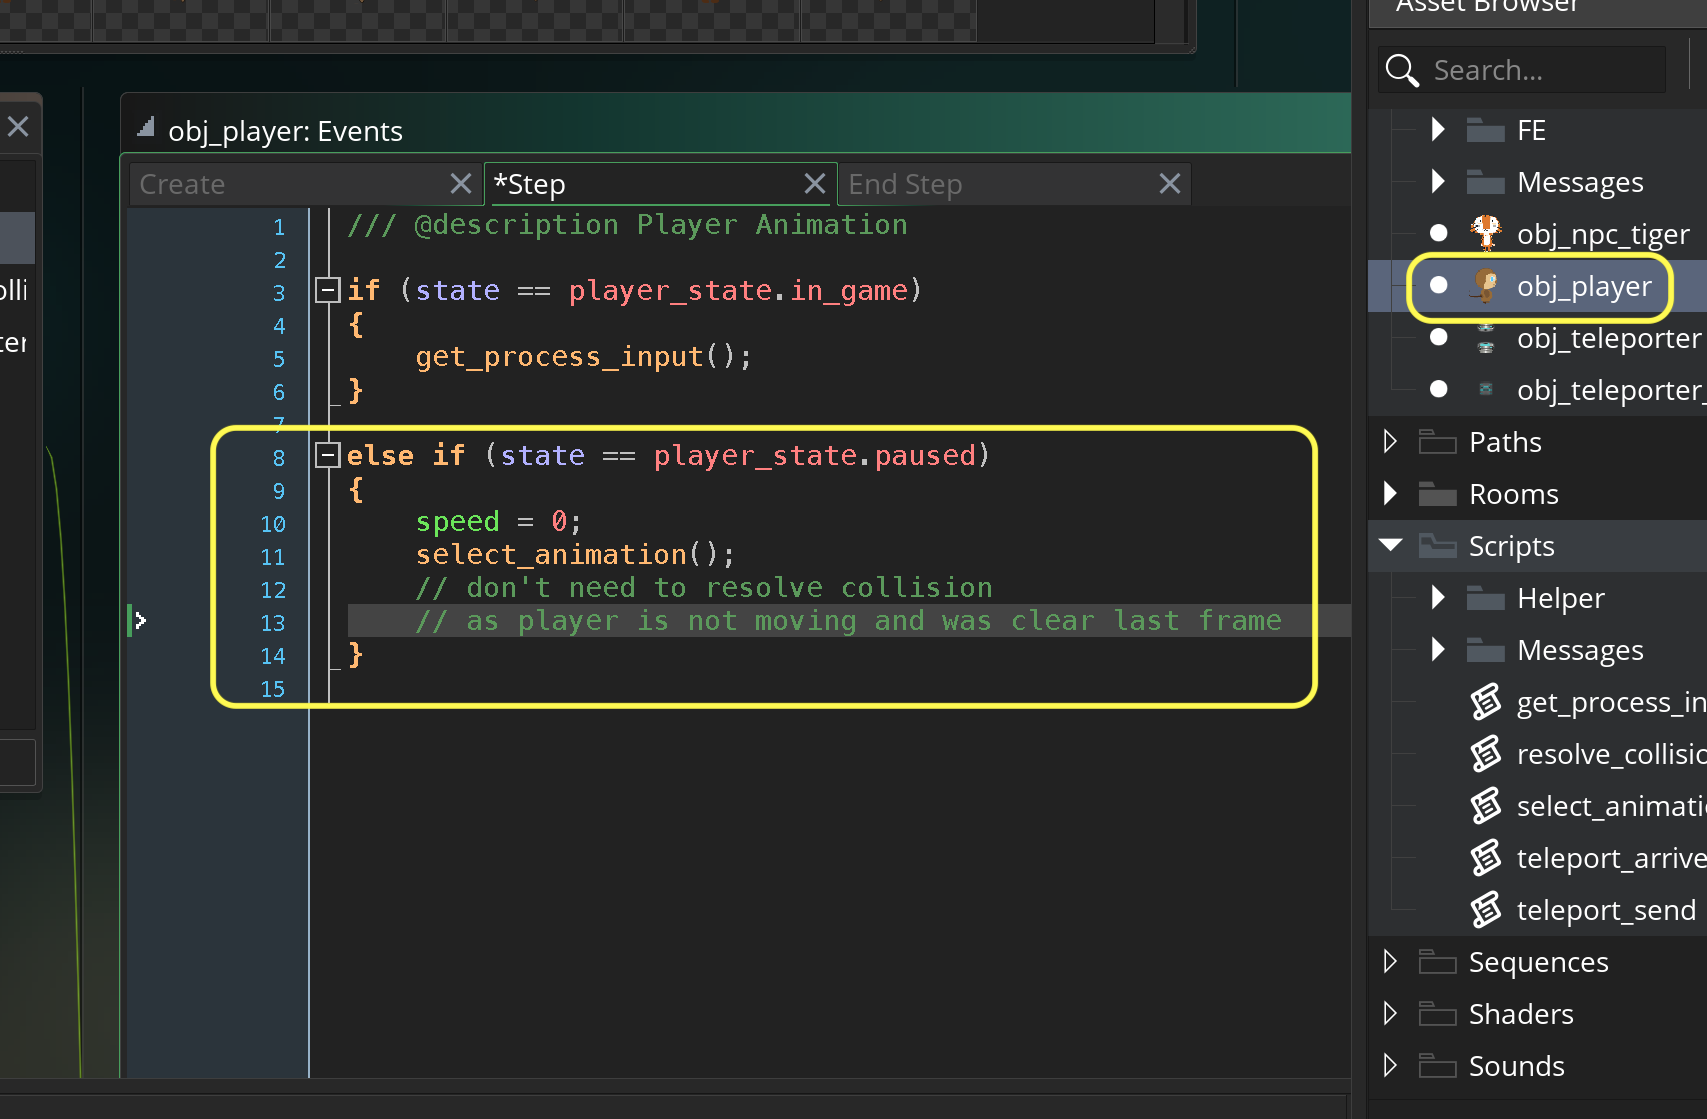 Asset Browser
Search...
obj_player: Events
Create
*Step
End Step
1 /// @description Player Animation
2
3 if (state == player_state.in_game)
4 {
5 get_process_input();
6 }
7
8 else if (state == player_state.paused)
9 {
10 speed = 0;
11 select_animation();
12 // don't need to resolve collision
13 // as player is not moving and was clear last frame
14 }
15
olli
ter
FE
Messages
obj_npc_tiger
obj_player
obj_teleporter
obj_teleporter_
Paths
Rooms
Scripts
Helper
Messages
get_process_in
resolve_collisio
select_animati
teleport_arrive
teleport_send
Sequences
Shaders
Sounds